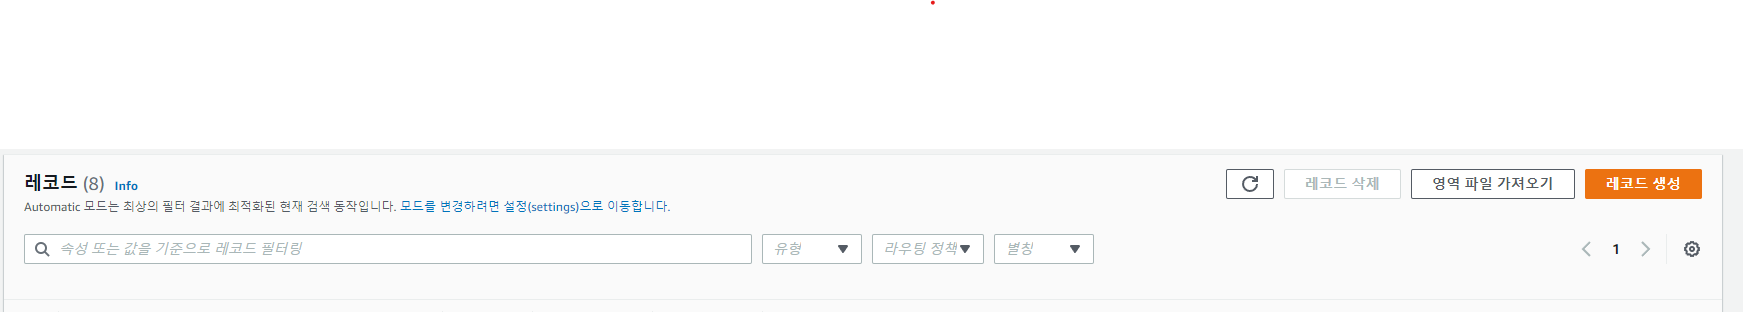 레코드 (8) Info
레코드 삭제
영역 파일 가져오기
레코드 생성
Automatic 모드는 최상의 필터 결과에 최적화된 현재 검색 동작입니다. 모드를 변경하려면 설정(settings)으로 이동합니다.
속성 또는 값을 기준으로 레코드 필터링
유형
라우팅 정책
별칭
1